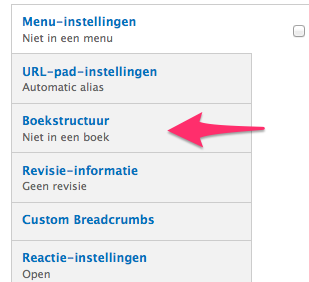 Menu-instellingen
Niet in een menu
URL-pad-instellingen
Automatic alias
Boekstructuur
Niet in een boek
Revisie-informatie
Geen revisie
Custom Breadcrumbs
Reactie-instellingen
Open